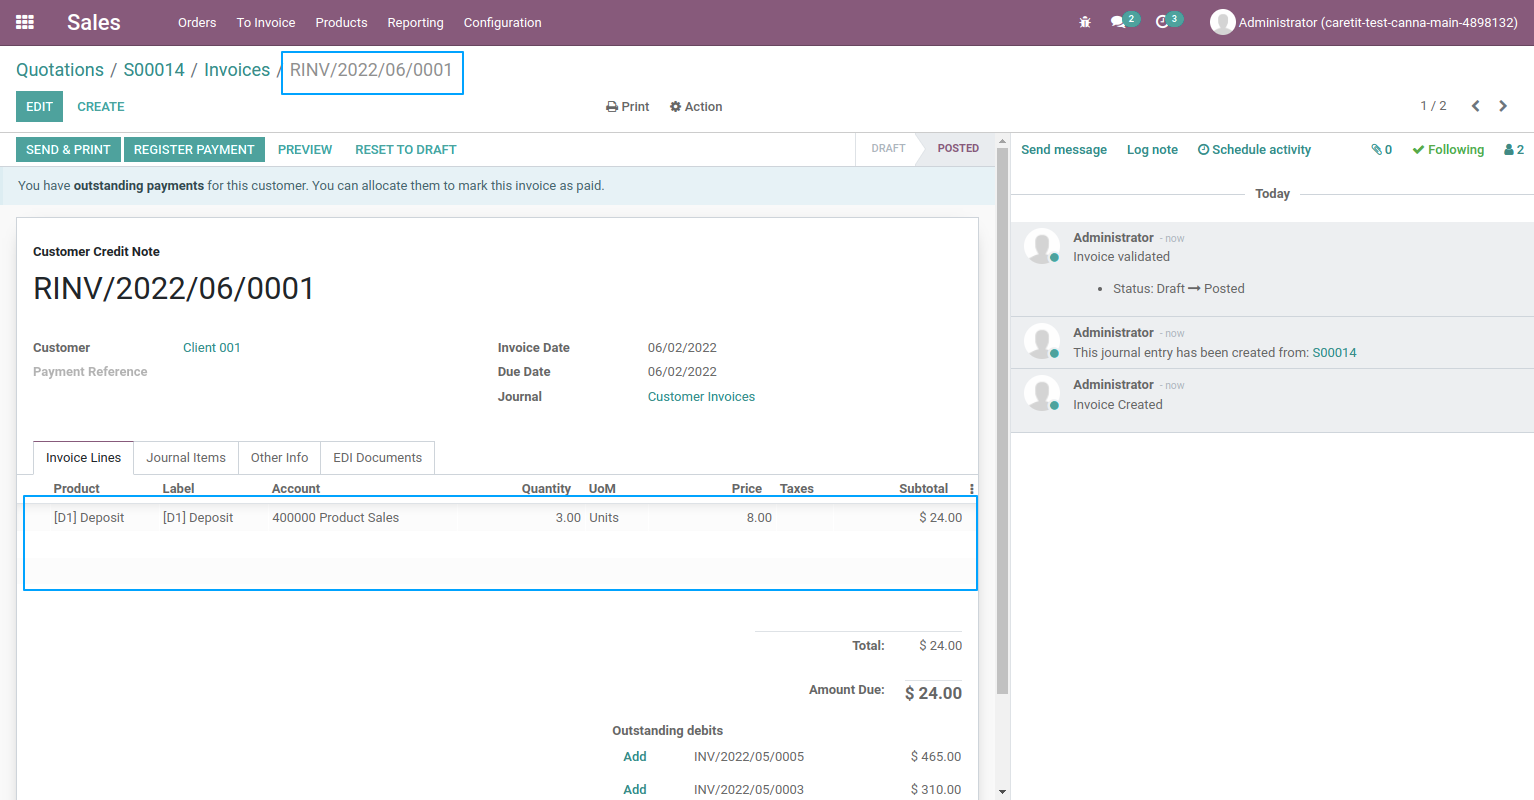 Sales Orders To Invoice Products Reporting Configuration 2 3 Administrator (caretit-test-canna-main-4898132)
Quotations / S00014 / Invoices / RINV/2022/06/0001
EDIT CREATE Print Action 1 / 2
SEND & PRINT REGISTER PAYMENT PREVIEW RESET TO DRAFT DRAFT POSTED
You have outstanding payments for this customer. You can allocate them to mark this invoice as paid.
Customer Credit Note
RINV/2022/06/0001
Customer Client 001 Invoice Date 06/02/2022
Payment Reference Due Date 06/02/2022
Journal Customer Invoices
Invoice Lines Journal Items Other Info EDI Documents
Product Label Account Quantity UoM Price Taxes Subtotal
[D1] Deposit [D1] Deposit 400000 Product Sales 3.00 Units 8.00 $ 24.00
Total: $ 24.00
Amount Due: $ 24.00
Outstanding debits
Add INV/2022/05/0005 $ 465.00
Add INV/2022/05/0003 $ 310.00
Send message Log note Schedule activity 0 Following 2
Today
Administrator - now
Invoice validated
• Status: Draft → Posted
Administrator - now
This journal entry has been created from: S00014
Administrator - now
Invoice Created